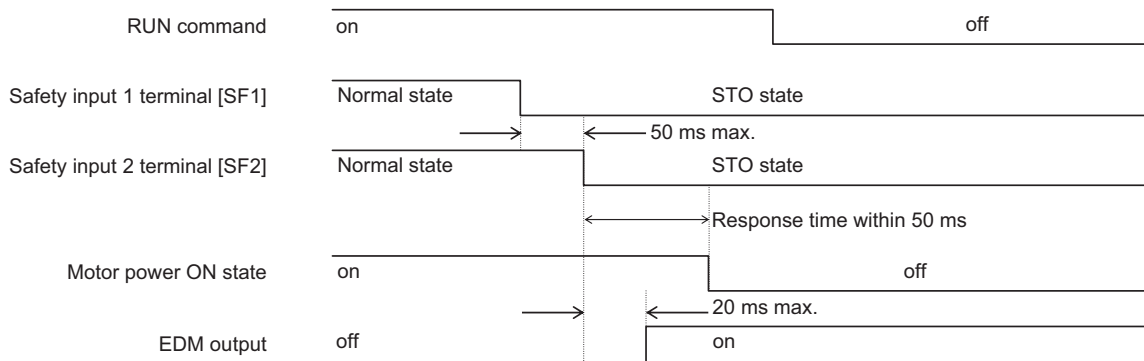 RUN command on off
Safety input 1 terminal [SF1] Normal state STO state
50 ms max.
Safety input 2 terminal [SF2] Normal state STO state
Response time within 50 ms
Motor power ON state on off
20 ms max.
EDM output off on